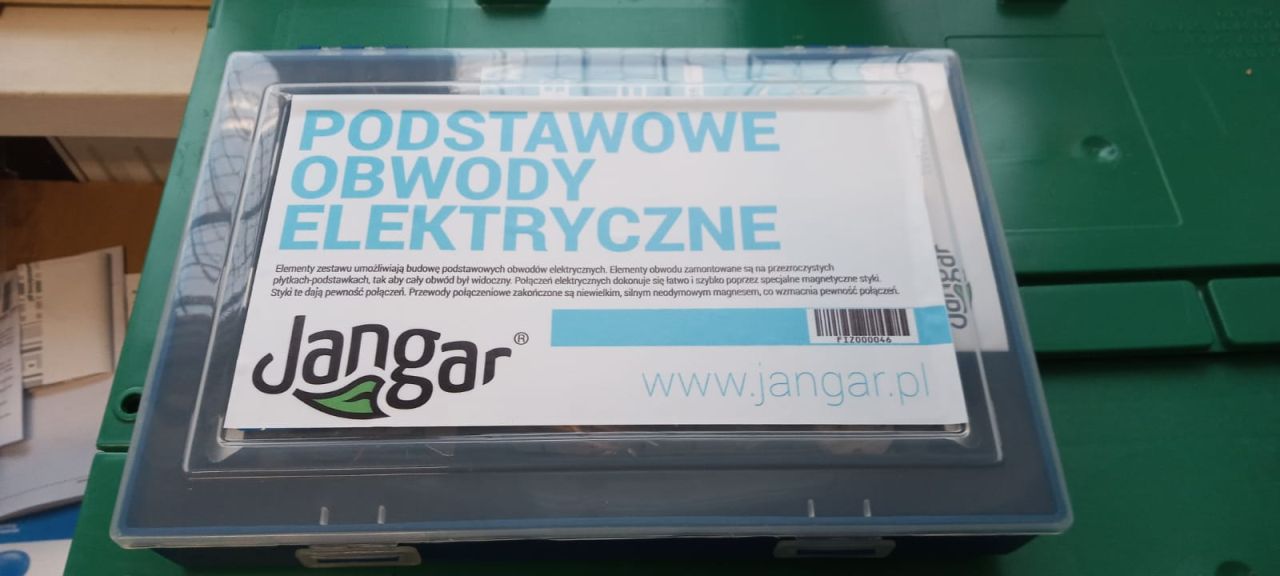 PODSTAWOWE
OBWODY
ELEKTRYCZNE
Elementy zestawu umożliwiają budowę podstawowych obwodów elektrycznych. Elementy obwodu zamontowane są na przezroczystych
płytkach-podstawkach, tak aby cały obwód był widoczny. Połączeń elektrycznych dokonuje się łatwo i szybko poprzez specjalne magnetyczne styki.
Styki te dają pewność połączeń. Przewody połączeniowe zakończone są niewielkim, silnym neodymowym magnesem, co wzmacnia pewność połączeń.
Jangar®
FIZ000046
www.jangar.pl
gar